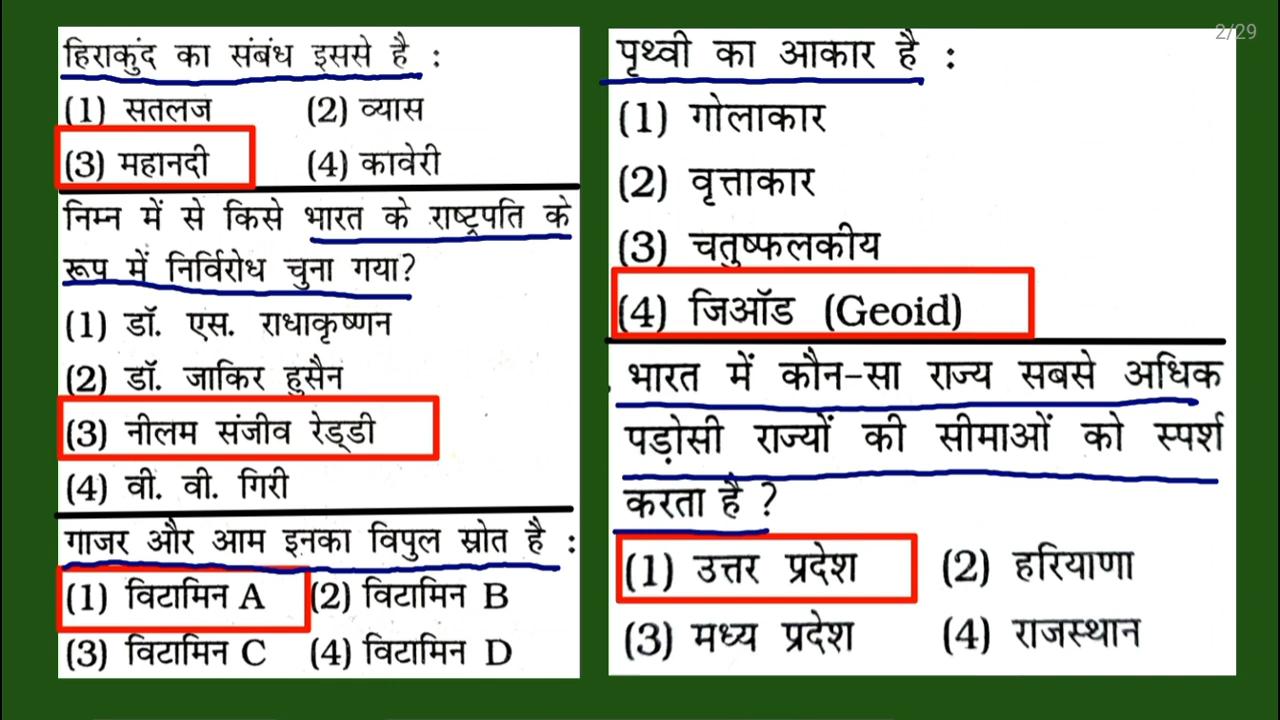 हिराकुंद का संबंध इससे है :
(1) सतलज (2) व्यास
(3) महानदी (4) कावेरी
निम्न में से किसे भारत के राष्ट्रपति के
रूप में निर्विरोध चुना गया?
(1) डॉ. एस. राधाकृष्णन
(2) डॉ. जाकिर हुसैन
(3) नीलम संजीव रेड्डी
(4) वी. वी. गिरी
गाजर और आम इनका विपुल स्रोत है :
(1) विटामिन A (2) विटामिन B
(3) विटामिन C (4) विटामिन D
2/29
पृथ्वी का आकार है :
(1) गोलाकार
(2) वृत्ताकार
(3) चतुष्फलकीय
(4) जिऑड (Geoid)
भारत में कौन-सा राज्य सबसे अधिक
पड़ोसी राज्यों की सीमाओं को स्पर्श
करता है ?
(1) उत्तर प्रदेश (2) हरियाणा
(3) मध्य प्रदेश (4) राजस्थान